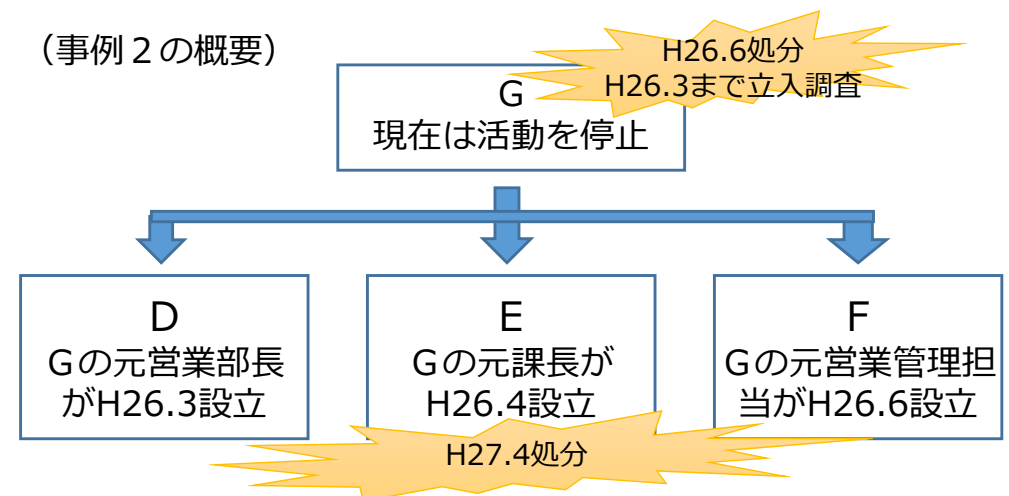 （事例２の概要）
H26.6処分
H26.3まで立入調査
G
現在は活動を停止
D
Gの元営業部長
がH26.3設立
E
Gの元課長が
H26.4設立
F
Gの元営業管理担
当がH26.6設立
H27.4処分